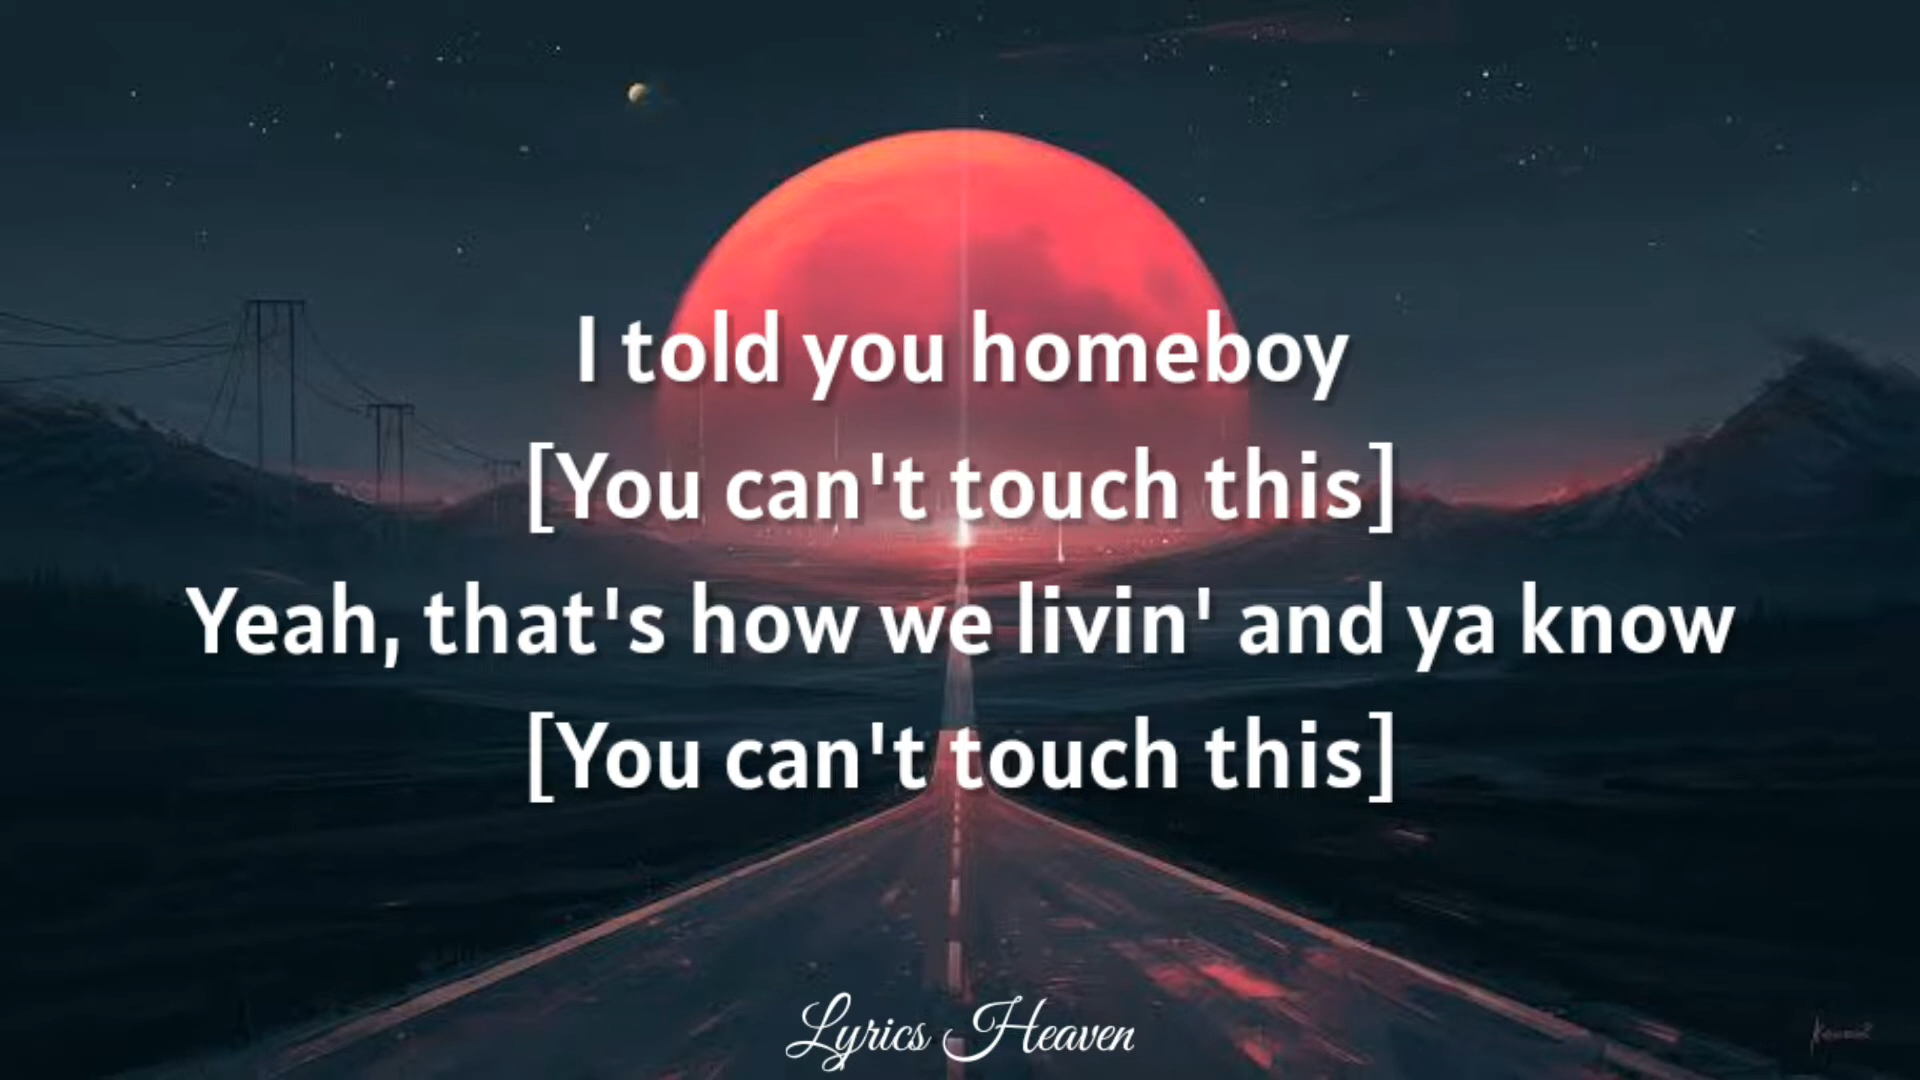 I told you homeboy
[You can't touch this]
Yeah, that's how we livin' and ya know
[You can't touch this]
Lyrics Heaven